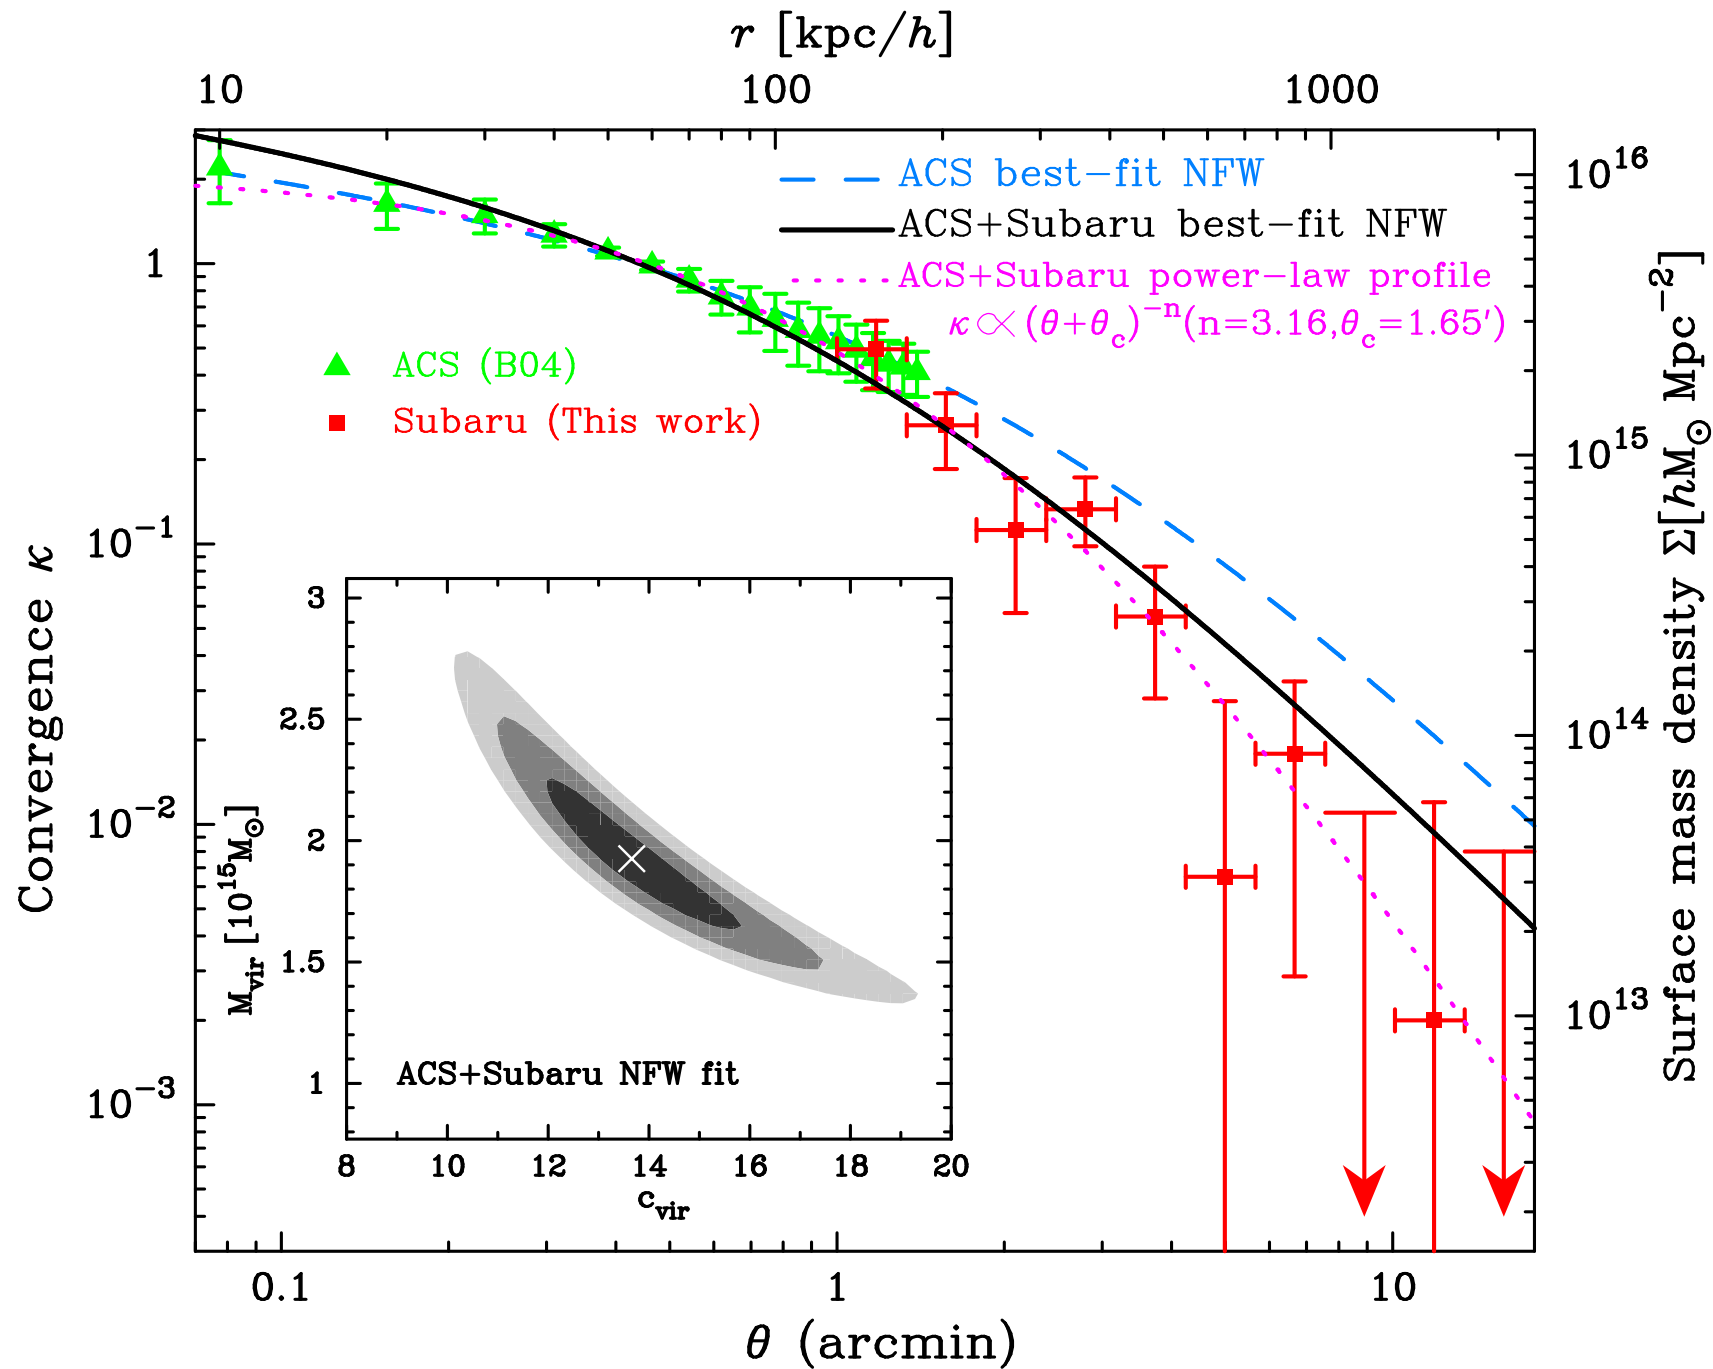 r [kpc/h]
10 100 1000
ACS best−fit NFW
ACS+Subaru best−fit NFW
ACS+Subaru power−law profile
κ∝(θ+θ_c)^−n(n=3.16,θ_c=1.65′)
ACS (B04)
Subaru (This work)
Convergence κ
1
10^−1
10^−2
10^−3
10^16
10^15
10^14
10^13
Surface mass density Σ[hM⊙ Mpc^−2]
3
2.5
2
1.5
1
M_vir [10^15M⊙]
ACS+Subaru NFW fit
8 10 12 14 16 18 20
c_vir
0.1 1 10
θ (arcmin)